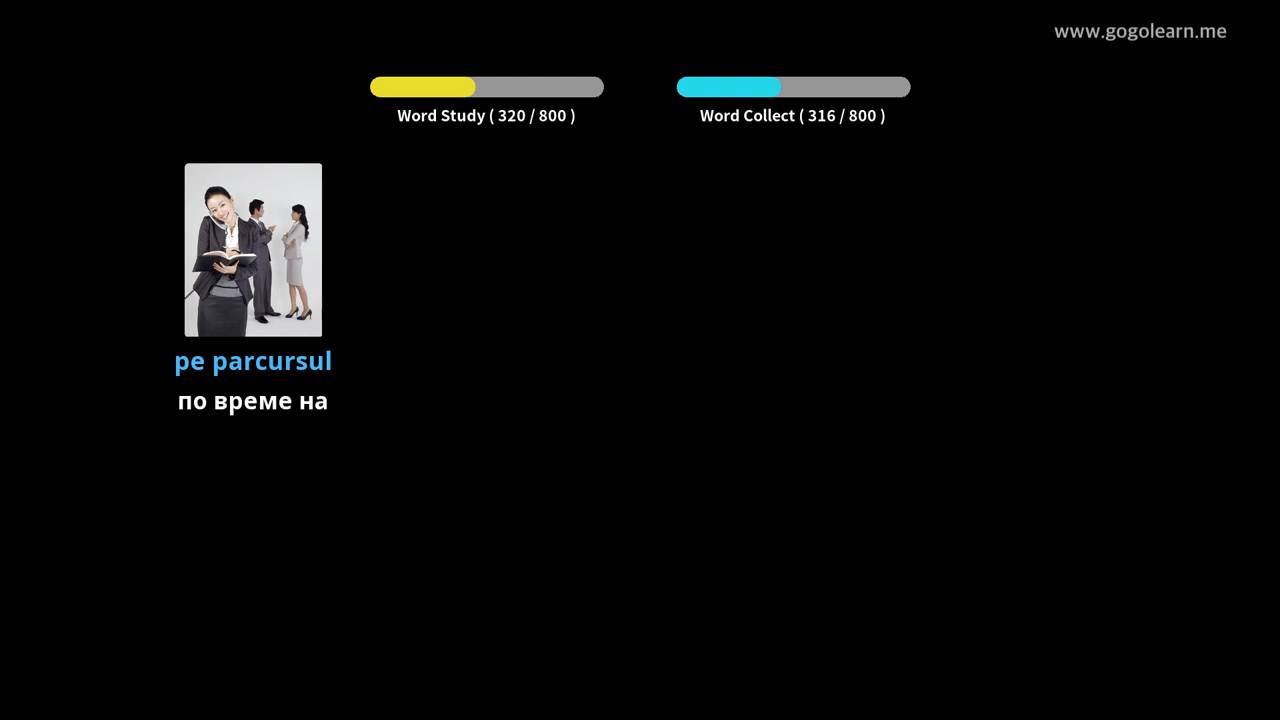 www.gogolearn.me
Word Study ( 320 / 800 )
Word Collect ( 316 / 800 )
pe parcursul
по време на